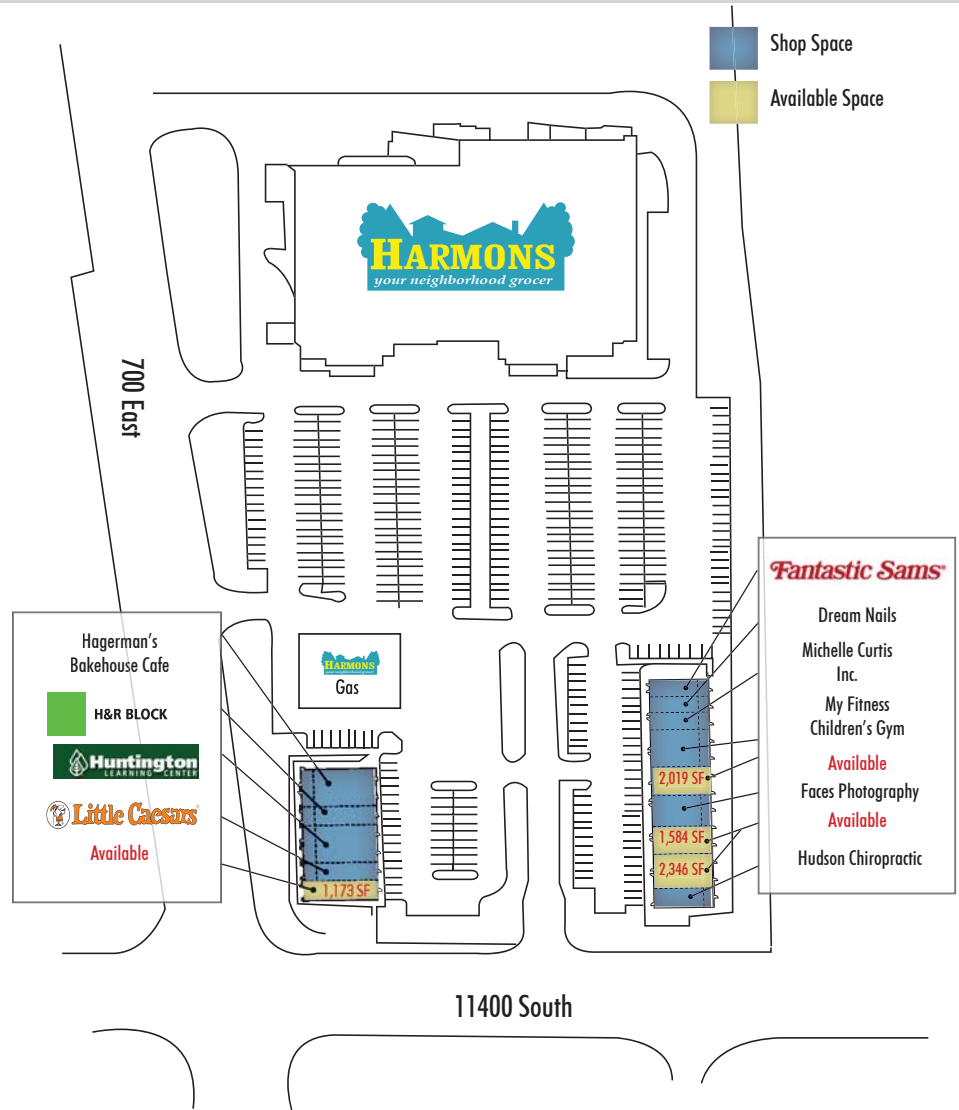 Shop Space
Available Space
HARMONS
your neighborhood grocer
700 East
Fantastic Sams
Dream Nails
Michelle Curtis
Inc.
My Fitness
Children's Gym
Available
Faces Photography
Available
Hudson Chiropractic
Hagerman's
Bakehouse Cafe
H&R BLOCK
Huntington
LEARNING CENTER
Little Caesars
Available
HARMONS
Gas
2,019 SF
1,584 SF
2,346 SF
1,173 SF
11400 South